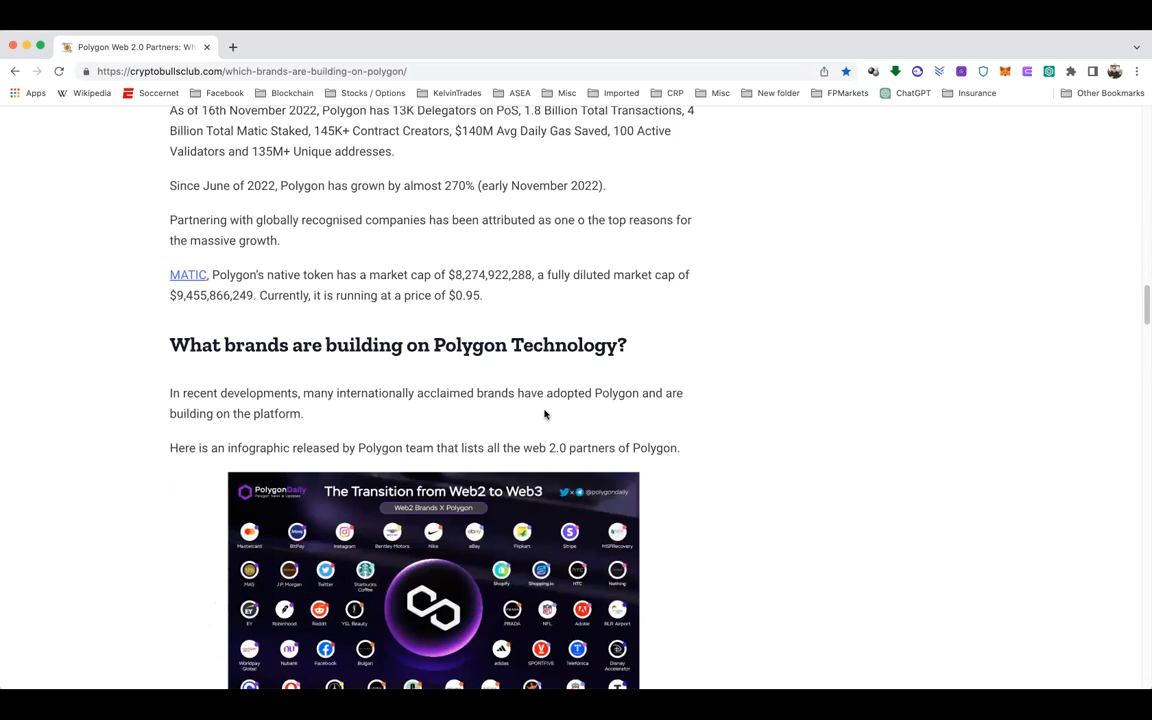 Polygon Web 2.0 Partners: Wh
https://cryptobullsclub.com/which-brands-are-building-on-polygon/
Apps Wikipedia Soccernet Facebook Blockchain Stocks / Options KelvinTrades ASEA Misc Imported CRP Misc New folder FPMarkets ChatGPT Insurance Other Bookmarks
As of 16th November 2022, Polygon has 13K Delegators on PoS, 1.8 Billion Total Transactions, 4
Billion Total Matic Staked, 145K+ Contract Creators, $140M Avg Daily Gas Saved, 100 Active
Validators and 135M+ Unique addresses.
Since June of 2022, Polygon has grown by almost 270% (early November 2022).
Partnering with globally recognised companies has been attributed as one o the top reasons for
the massive growth.
MATIC, Polygon's native token has a market cap of $8,274,922,288, a fully diluted market cap of
$9,455,866,249. Currently, it is running at a price of $0.95.
What brands are building on Polygon Technology?
In recent developments, many internationally acclaimed brands have adopted Polygon and are
building on the platform.
Here is an infographic released by Polygon team that lists all the web 2.0 partners of Polygon.
PolygonDaily The Transition from Web2 to Web3 @polygondaily
Polygon News & Updates
Web2 Brands X Polygon
Mastercard BitPay Instagram Bentley Motors Nike eBay Flipkart Stripe MSPRecovery
MAS J.P. Morgan Twitter Starbucks Coffee Shopify Shopping.io HTC Nothing
EY Robinhood Reddit YSL Beauty PRADA NFL Adobe BLR Airport
Worldpay Global Nubank Facebook Bulgari adidas SPORTFIVE Telefónica Disney Accelerator